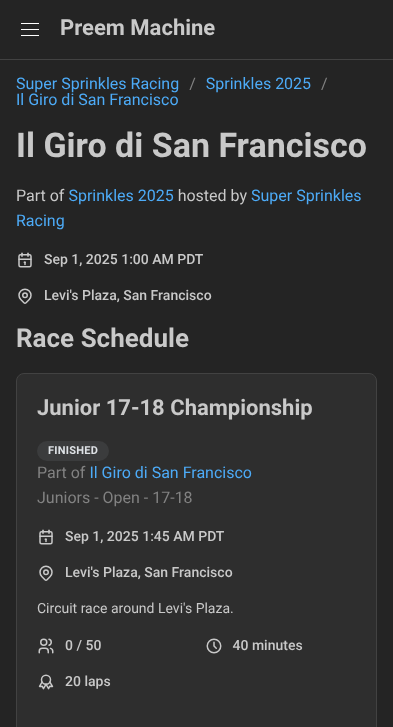 Preem Machine
Super Sprinkles Racing / Sprinkles 2025 /
Il Giro di San Francisco
Il Giro di San Francisco
Part of Sprinkles 2025 hosted by Super Sprinkles
Racing
Sep 1, 2025 1:00 AM PDT
Levi's Plaza, San Francisco
Race Schedule
Junior 17-18 Championship
FINISHED
Part of Il Giro di San Francisco
Juniors - Open - 17-18
Sep 1, 2025 1:45 AM PDT
Levi's Plaza, San Francisco
Circuit race around Levi's Plaza.
0 / 50 40 minutes
20 laps